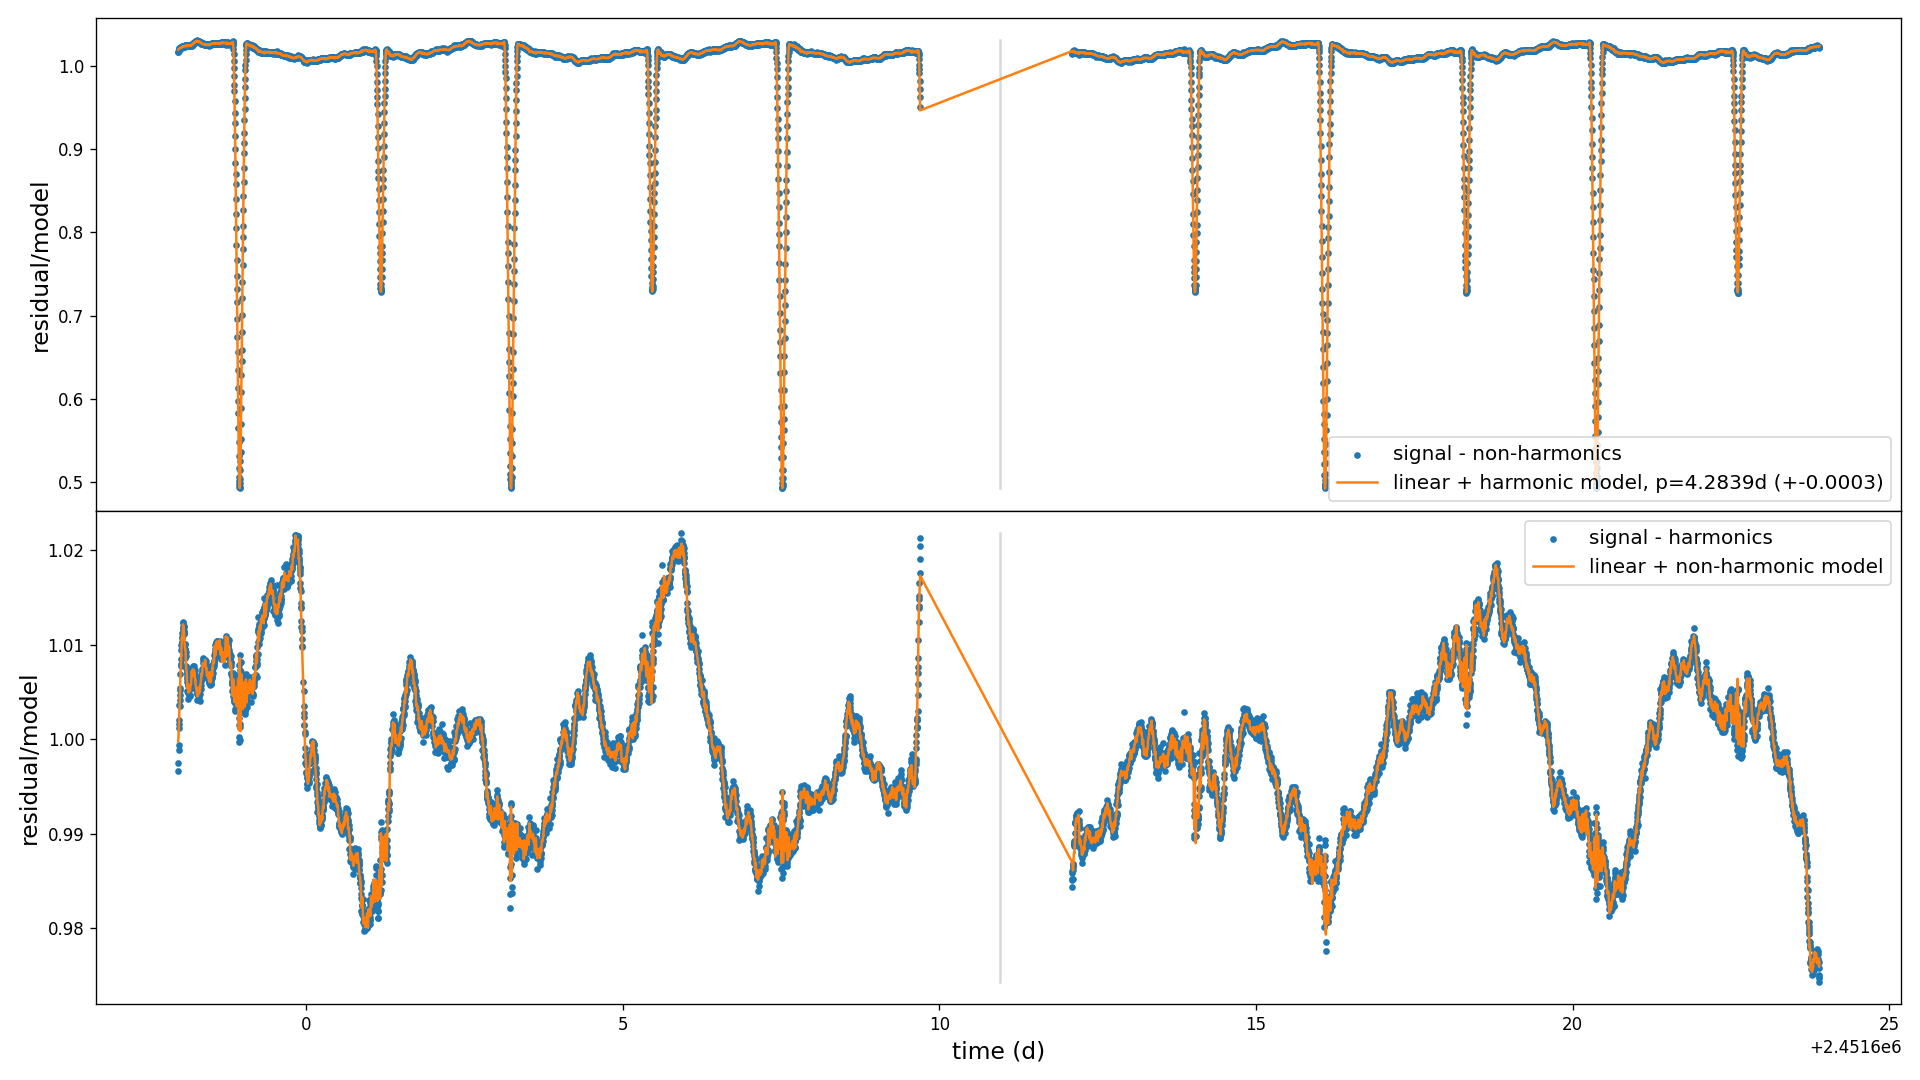 1.0
0.9
0.8
0.7
0.6
0.5
residual/model
signal - non-harmonics
linear + harmonic model, p=4.2839d (+-0.0003)
1.02
1.01
1.00
0.99
0.98
residual/model
signal - harmonics
linear + non-harmonic model
0 5 10 15 20 25
time (d)
+2.4516e6